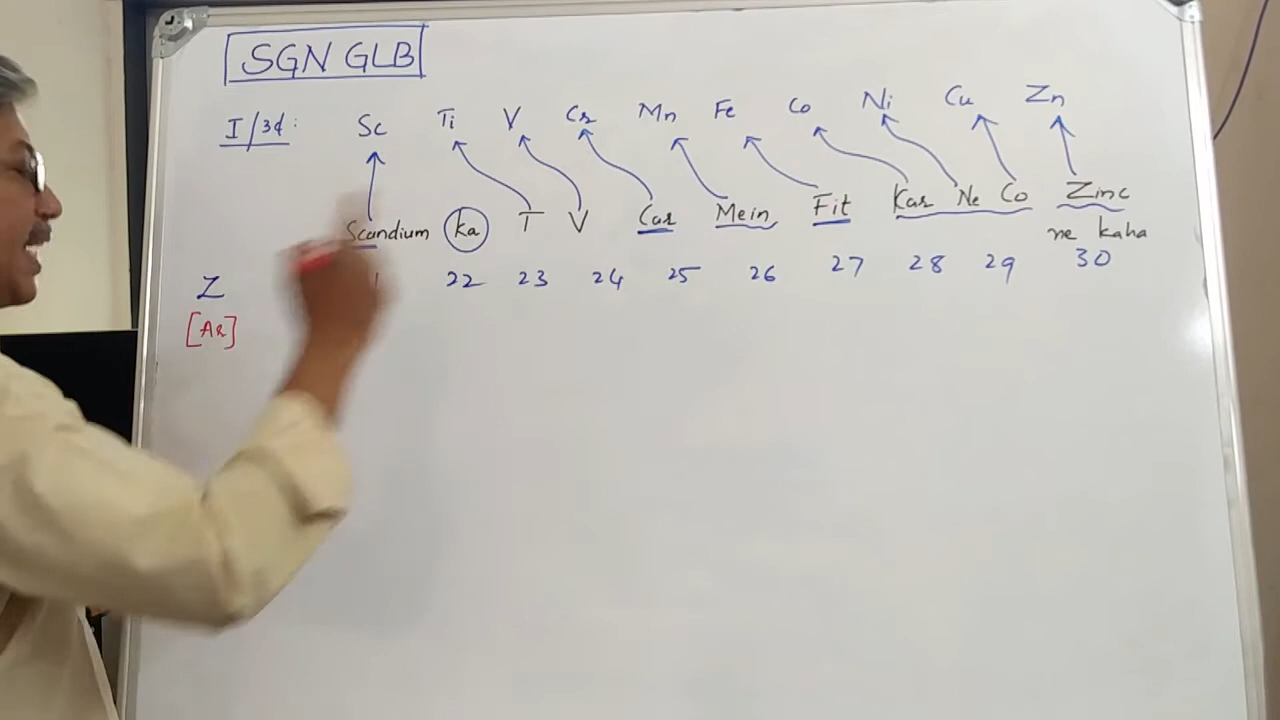 SGN GLB
I/3d: Sc Ti V Cr Mn Fe Co Ni Cu Zn
Scandium ka T V Car Mein Fit Kar Ne Co Zinc
ne kaha
Z 1 22 23 24 25 26 27 28 29 30
[Ar]